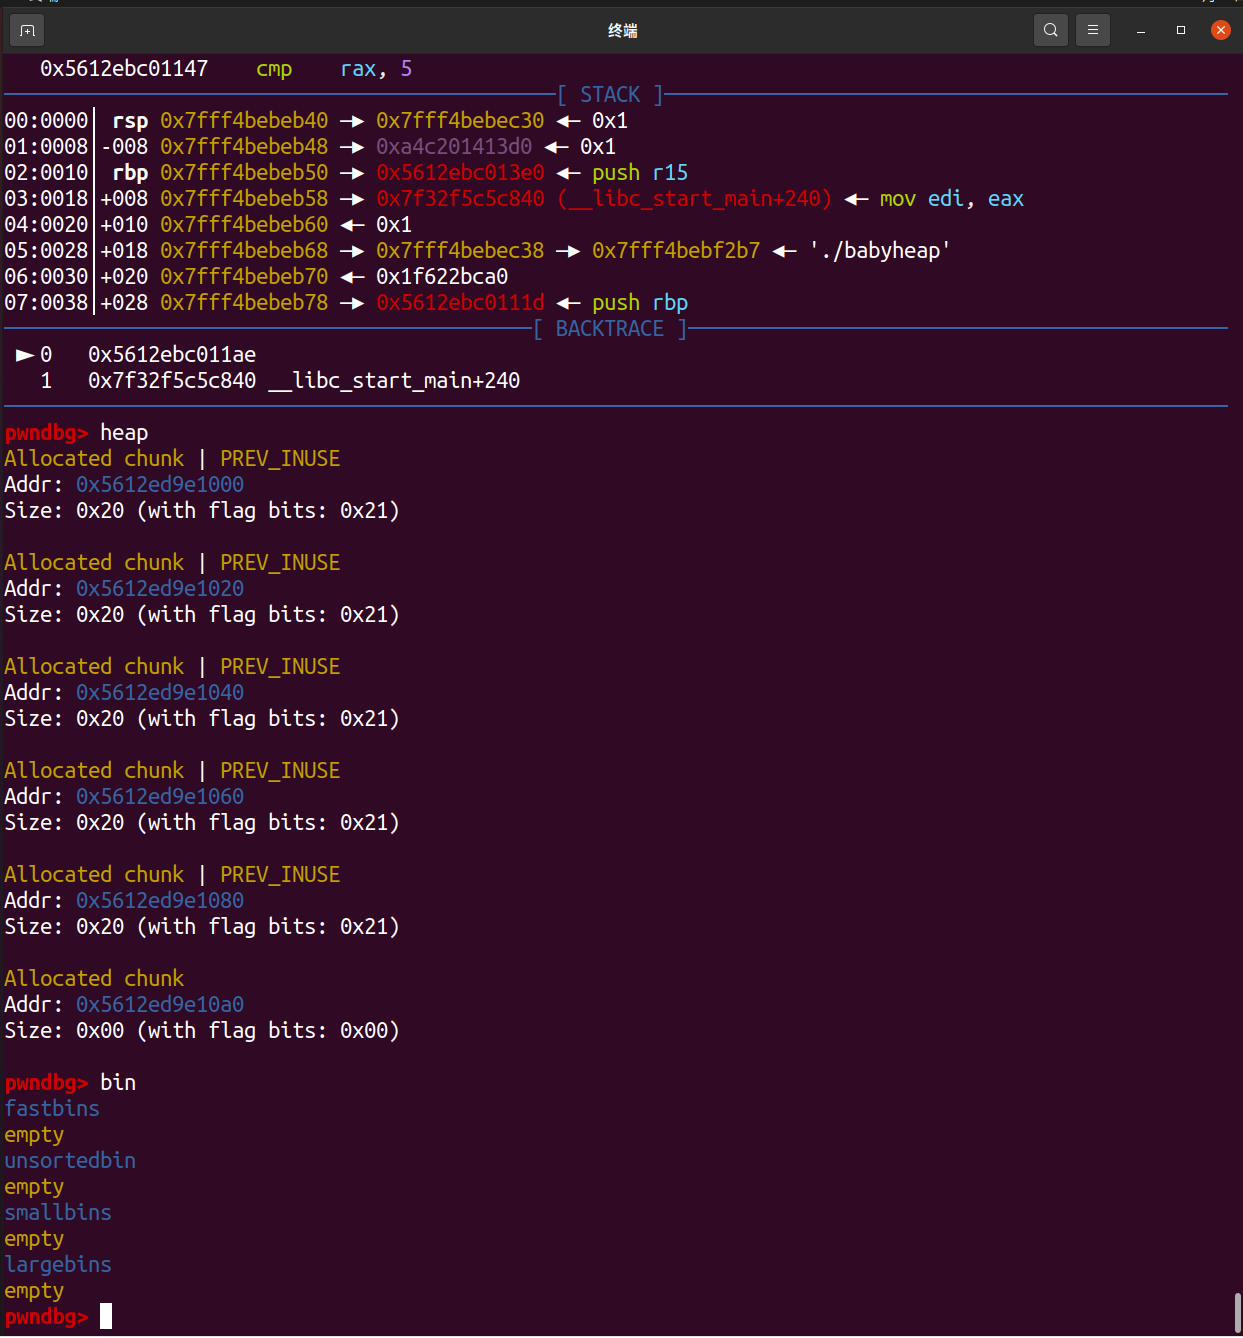 终端
0x5612ebc01147    cmp    rax, 5
[ STACK ]
00:0000│ rsp 0x7fff4bebeb40 —▸ 0x7fff4bebec30 ◂— 0x1
01:0008│-008 0x7fff4bebeb48 —▸ 0xa4c201413d0 ◂— 0x1
02:0010│ rbp 0x7fff4bebeb50 —▸ 0x5612ebc013e0 ◂— push r15
03:0018│+008 0x7fff4bebeb58 —▸ 0x7f32f5c5c840 (__libc_start_main+240) ◂— mov edi, eax
04:0020│+010 0x7fff4bebeb60 ◂— 0x1
05:0028│+018 0x7fff4bebeb68 —▸ 0x7fff4bebec38 —▸ 0x7fff4bebf2b7 ◂— './babyheap'
06:0030│+020 0x7fff4bebeb70 ◂— 0x1f622bca0
07:0038│+028 0x7fff4bebeb78 —▸ 0x5612ebc0111d ◂— push rbp
[ BACKTRACE ]
► 0   0x5612ebc011ae
1   0x7f32f5c5c840 __libc_start_main+240
pwndbg> heap
Allocated chunk | PREV_INUSE
Addr: 0x5612ed9e1000
Size: 0x20 (with flag bits: 0x21)
Allocated chunk | PREV_INUSE
Addr: 0x5612ed9e1020
Size: 0x20 (with flag bits: 0x21)
Allocated chunk | PREV_INUSE
Addr: 0x5612ed9e1040
Size: 0x20 (with flag bits: 0x21)
Allocated chunk | PREV_INUSE
Addr: 0x5612ed9e1060
Size: 0x20 (with flag bits: 0x21)
Allocated chunk | PREV_INUSE
Addr: 0x5612ed9e1080
Size: 0x20 (with flag bits: 0x21)
Allocated chunk
Addr: 0x5612ed9e10a0
Size: 0x00 (with flag bits: 0x00)
pwndbg> bin
fastbins
empty
unsortedbin
empty
smallbins
empty
largebins
empty
pwndbg>